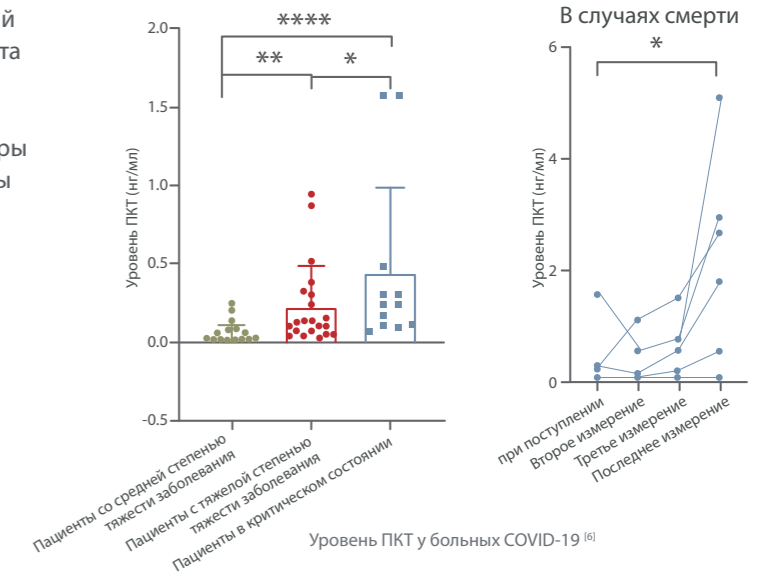 й
та
ры
ы
****
**
*
2.0
1.5
1.0
0.5
0.0
-0.5
Уровень ПКТ (нг/мл)
Пациенты со средней степенью
тяжести заболевания
Пациенты с тяжелой степенью
тяжести заболевания
Пациенты в критическом состоянии
В случаях смерти
*
6
4
2
0
Уровень ПКТ (нг/мл)
при поступлении
Второе измерение
Третье измерение
Последнее измерение
Уровень ПКТ у больных COVID-19 [6]